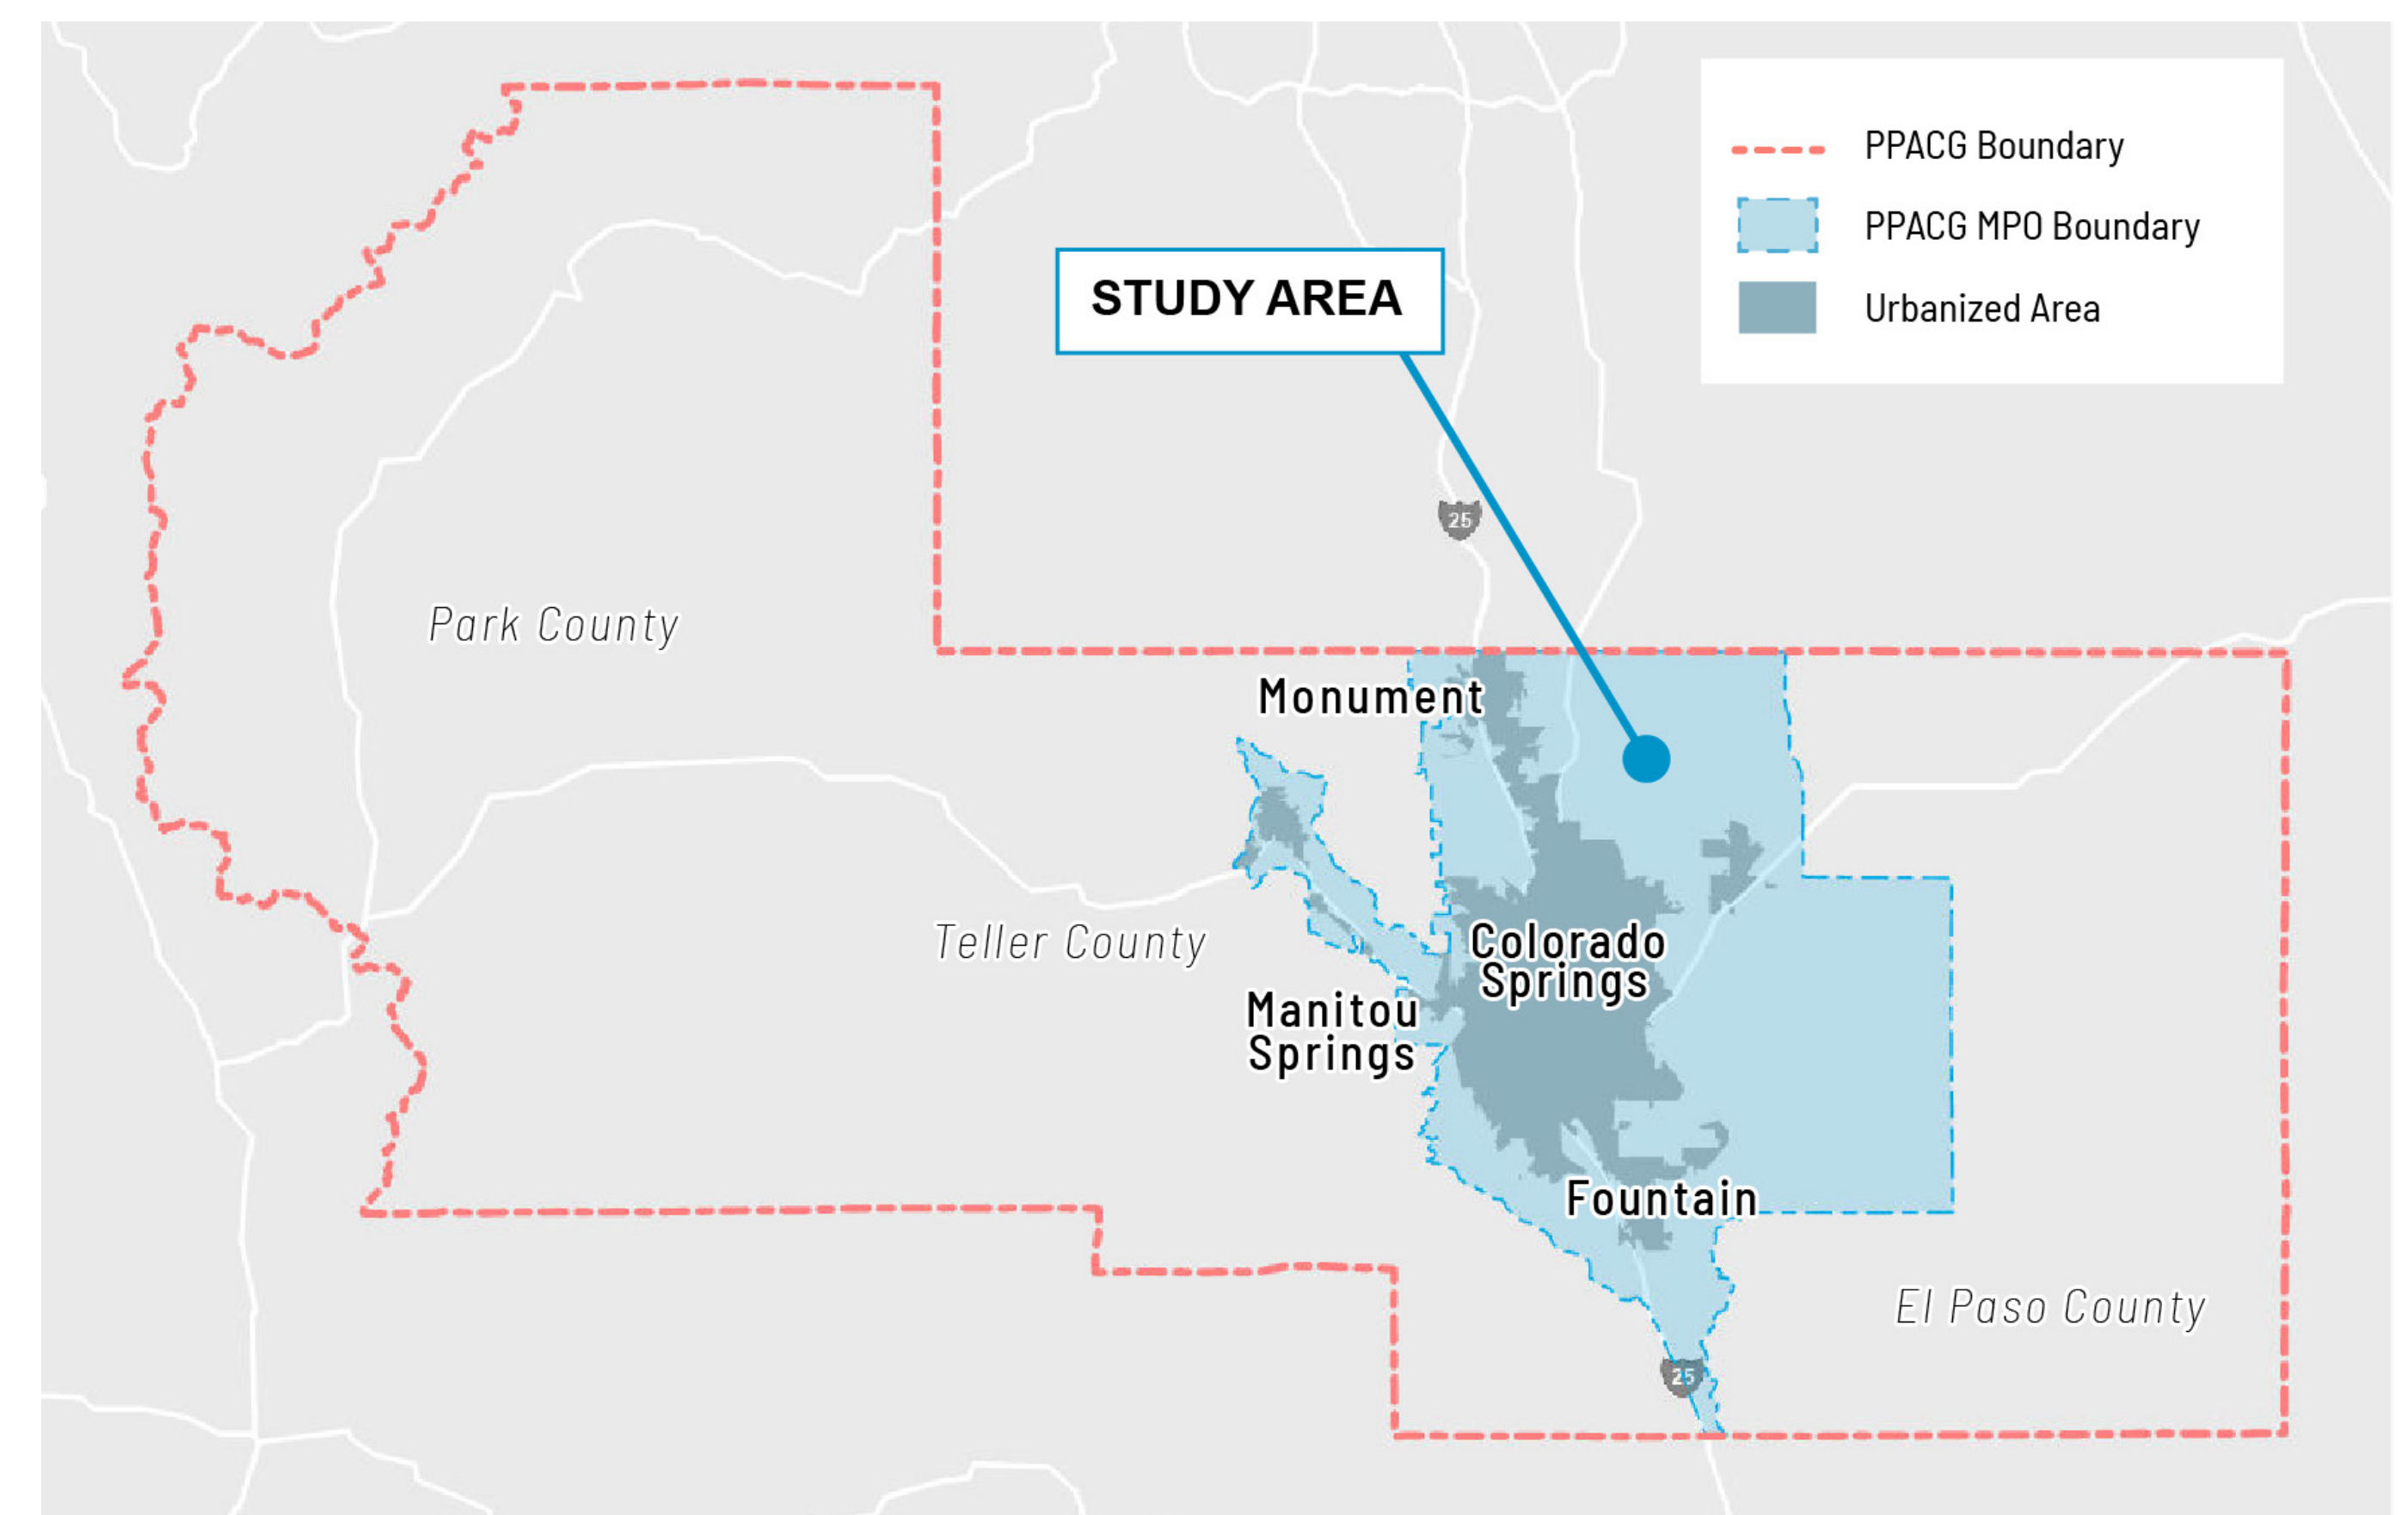 PPACG Boundary
PPACG MPO Boundary
Urbanized Area
STUDY AREA
25
Park County
Monument
Teller County
Colorado
Springs
Manitou
Springs
Fountain
El Paso County
25